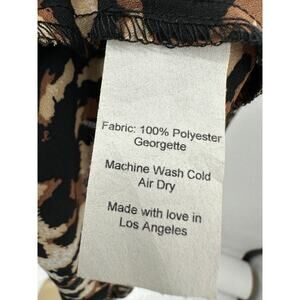 Fabric: 100% Polyester
Georgette
Machine Wash Cold
Air Dry
Made with love in
Los Angeles